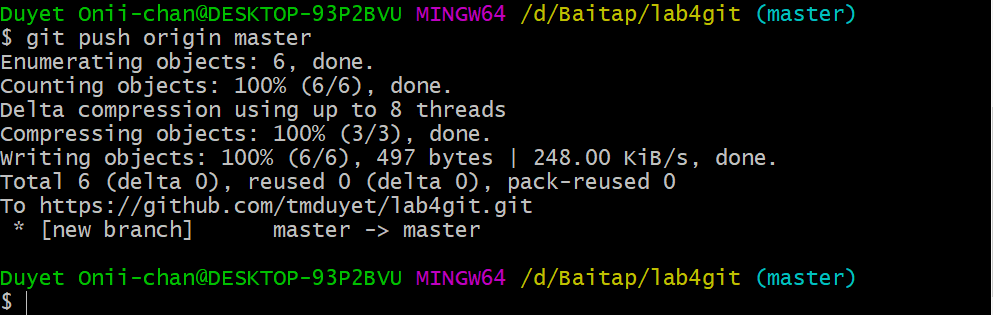 Duyet Onii-chan@DESKTOP-93P2BVU MINGW64 /d/Baitap/lab4git (master)
$ git push origin master
Enumerating objects: 6, done.
Counting objects: 100% (6/6), done.
Delta compression using up to 8 threads
Compressing objects: 100% (3/3), done.
Writing objects: 100% (6/6), 497 bytes | 248.00 KiB/s, done.
Total 6 (delta 0), reused 0 (delta 0), pack-reused 0
To https://github.com/tmduyet/lab4git.git
 * [new branch]      master -> master
Duyet Onii-chan@DESKTOP-93P2BVU MINGW64 /d/Baitap/lab4git (master)
$